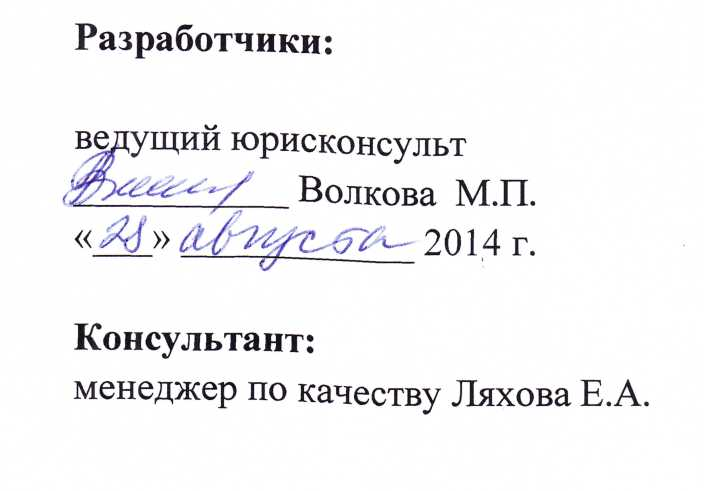 Разработчики:
ведущий юрисконсульт
Волкова М.П.
«28» августа 2014 г.
Консультант:
менеджер по качеству Ляхова Е.А.